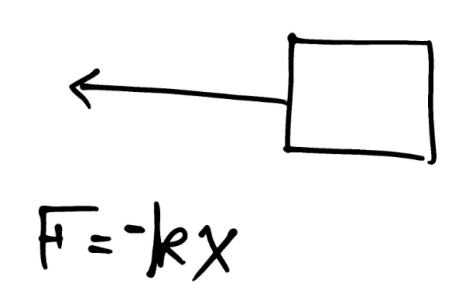 F = -kx